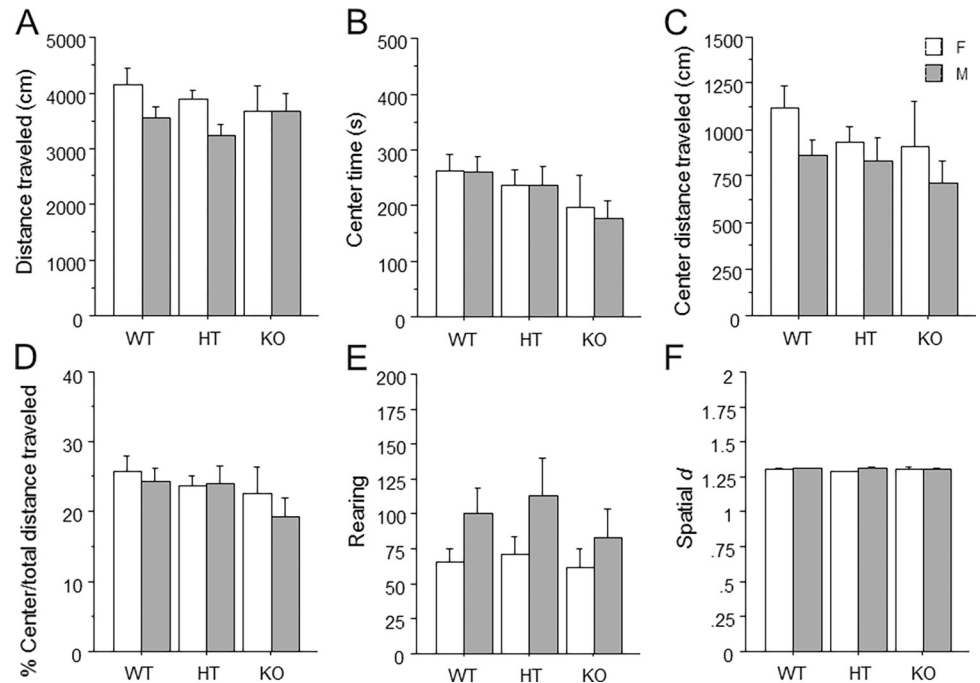 A
Distance traveled (cm)
5000
4000
3000
2000
1000
0
WT HT KO
B
Center time (s)
500
400
300
200
100
0
WT HT KO
C
Center distance traveled (cm)
1500
1250
1000
750
500
250
0
WT HT KO
F
M
D
% Center/total distance traveled
40
30
20
10
0
WT HT KO
E
Rearing
200
175
150
125
100
75
50
25
0
WT HT KO
F
Spatial d
2
1.75
1.5
1.25
1
.75
.5
.25
0
WT HT KO